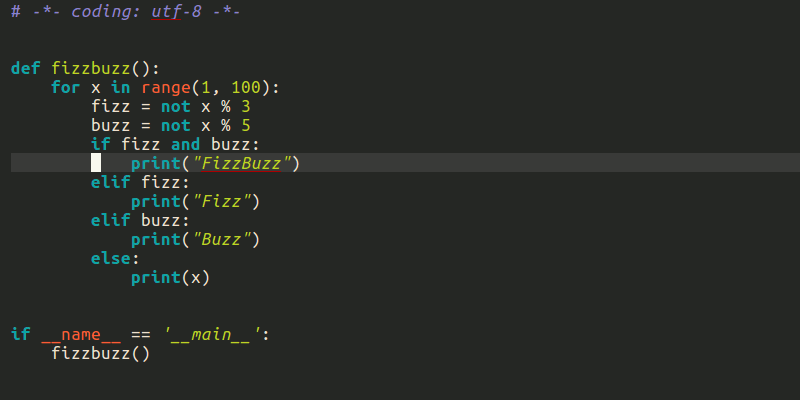 # -*- coding: utf-8 -*-
def fizzbuzz():
    for x in range(1, 100):
        fizz = not x % 3
        buzz = not x % 5
        if fizz and buzz:
            print("FizzBuzz")
        elif fizz:
            print("Fizz")
        elif buzz:
            print("Buzz")
        else:
            print(x)
if __name__ == '__main__':
    fizzbuzz()